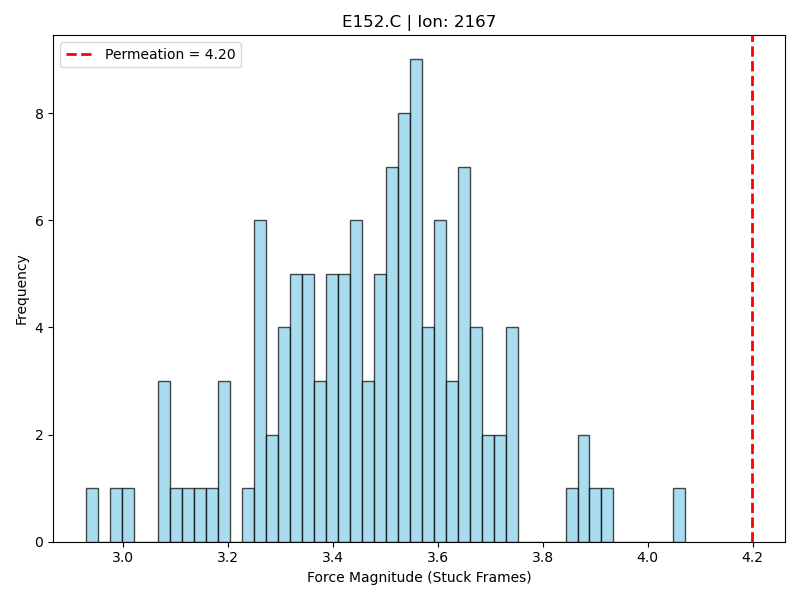 E152.C | Ion: 2167
Permeation = 4.20
Frequency
8
6
4
2
0
3.0 3.2 3.4 3.6 3.8 4.0 4.2
Force Magnitude (Stuck Frames)